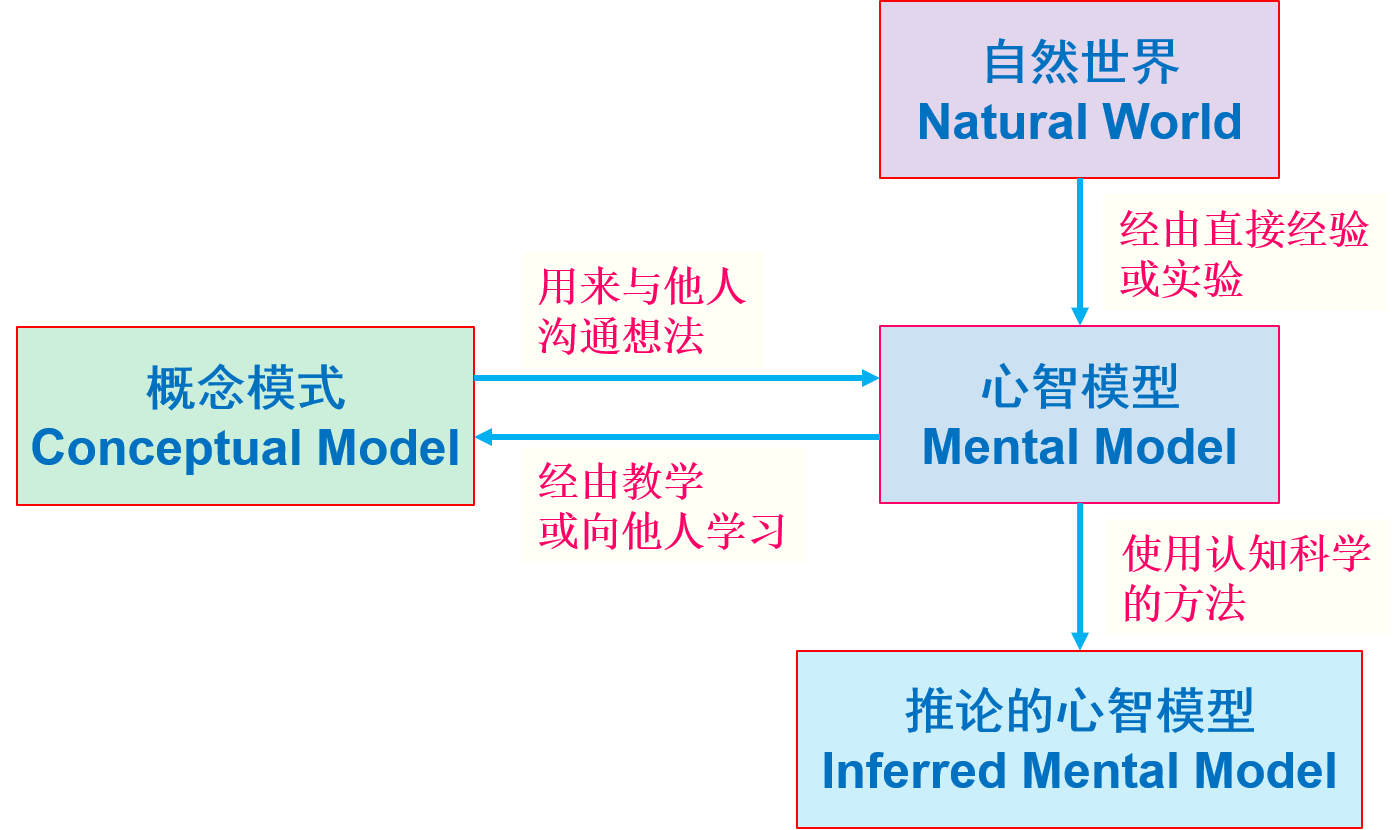 自然世界
Natural World
经由直接经验
或实验
用来与他人
沟通想法
概念模式
Conceptual Model
心智模型
Mental Model
经由教学
或向他人学习
使用认知科学
的方法
推论的心智模型
Inferred Mental Model